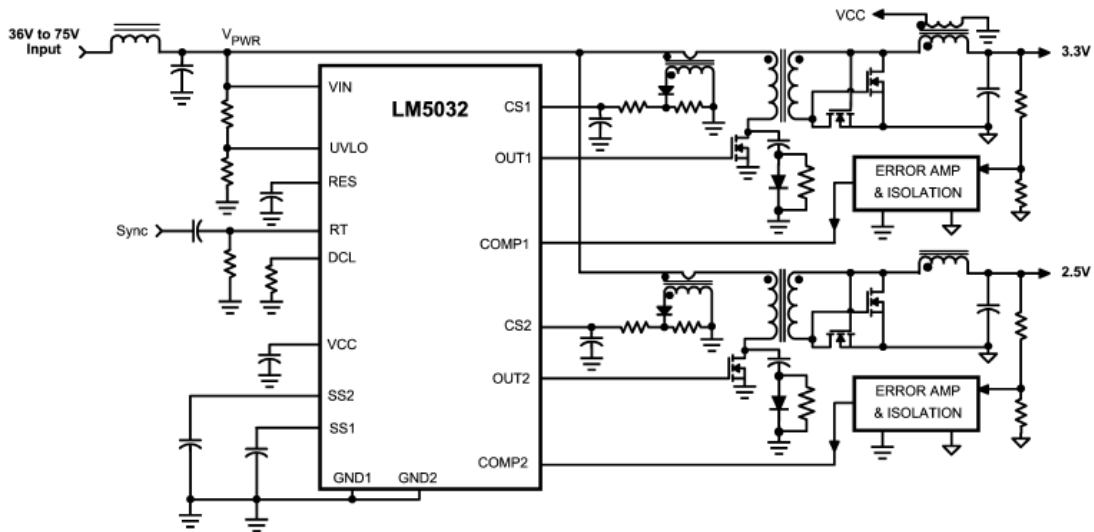 36V to 75V
Input
VPWR
VCC
3.3V
LM5032
VIN
UVLO
RES
RT
DCL
VCC
SS2
SS1
GND1
GND2
CS1
OUT1
COMP1
CS2
OUT2
COMP2
Sync
ERROR AMP
& ISOLATION
2.5V
ERROR AMP
& ISOLATION